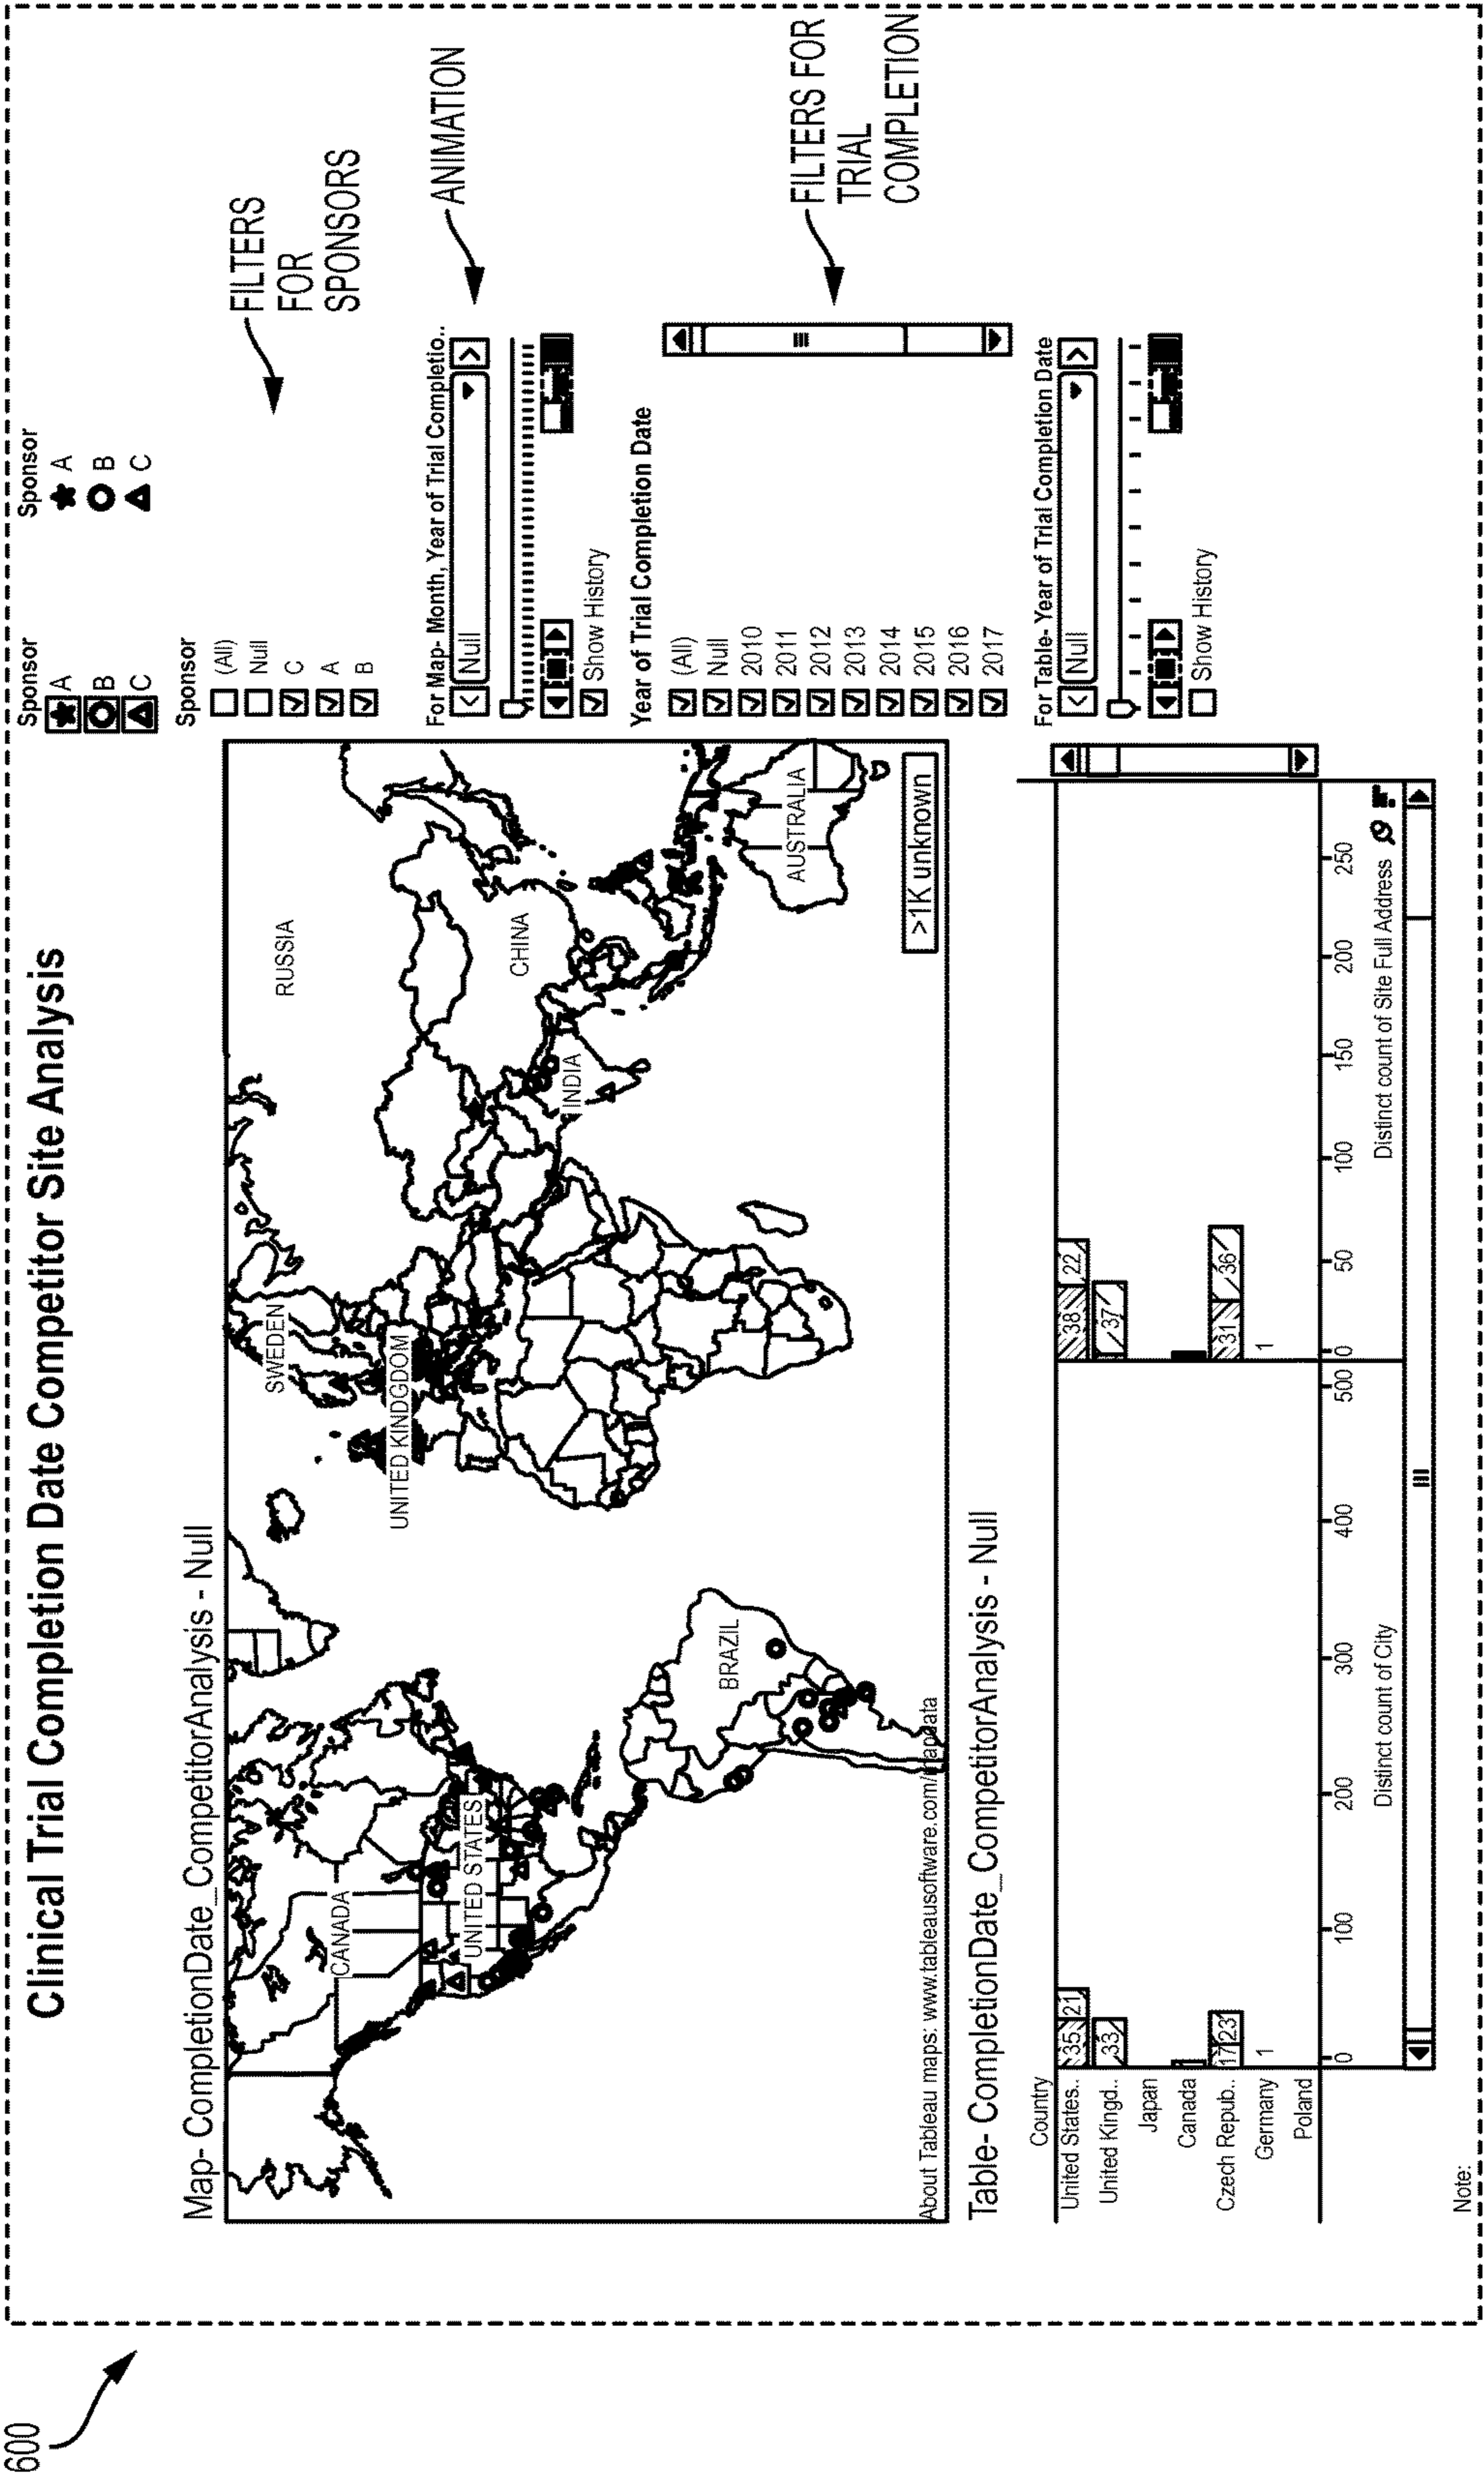 600
Clinical Trial Completion Date Competitor Site Analysis
Map- CompletionDate_CompetitorAnalysis - Null
CANADA
UNITED STATES
BRAZIL
SWEDEN
UNITED KINDGDOM
RUSSIA
CHINA
INDIA
AUSTRALIA
>1K unknown
About Tableau maps: www.tableausoftware.com/mapdata
Sponsor
A
B
C
Sponsor
A
B
C
Sponsor
(All)
Null
C
A
B
FILTERS
FOR
SPONSORS
For Map- Month, Year of Trial Completio..
Null
Show History
ANIMATION
Year of Trial Completion Date
(All)
Null
2010
2011
2012
2013
2014
2015
2016
2017
FILTERS FOR
TRIAL
COMPLETION
For Table- Year of Trial Completion Date
Null
Show History
Table- CompletionDate_CompetitorAnalysis - Null
Country
United States.. 35 21 38 22
United Kingd.. 33 37
Japan
Canada
Czech Repub.. 17 23 31 36
Germany 1 1
Poland
0 100 200 300 400 500 0 50 100 150 200 250
Distinct count of City Distinct count of Site Full Address
Note: